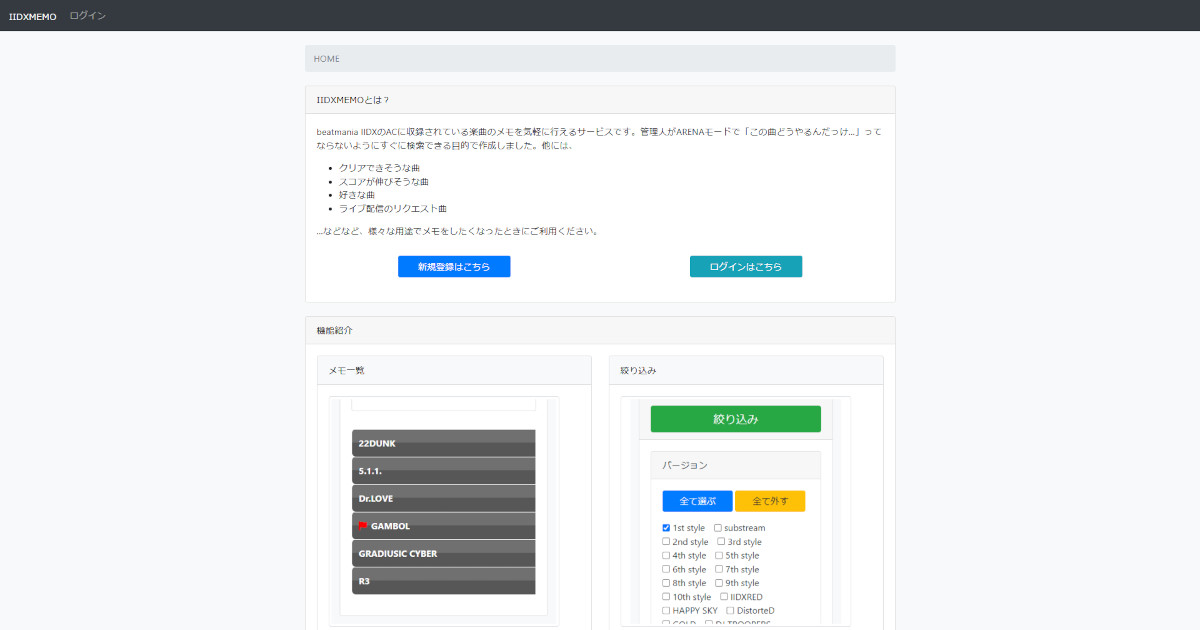 IIDXMEMO ログイン
HOME
IIDXMEMOとは？
beatmania IIDXのACに収録されている楽曲のメモを気軽に行えるサービスです。管理人がARENAモードで「この曲どうやるんだっけ...」って
ならないようにすぐに検索できる目的で作成しました。他には、
クリアできそうな曲
スコアが伸びそうな曲
好きな曲
ライブ配信のリクエスト曲
...などなど、様々な用途でメモをしたくなったときにご利用ください。
新規登録はこちら ログインはこちら
機能紹介
メモ一覧
22DUNK
5.1.1.
Dr.LOVE
GAMBOL
GRADIUSIC CYBER
R3
絞り込み
絞り込み
バージョン
全て選ぶ 全て外す
1st style substream
2nd style 3rd style
4th style 5th style
6th style 7th style
8th style 9th style
10th style IIDXRED
HAPPY SKY DistorteD
GOLD DJ TROOPERS